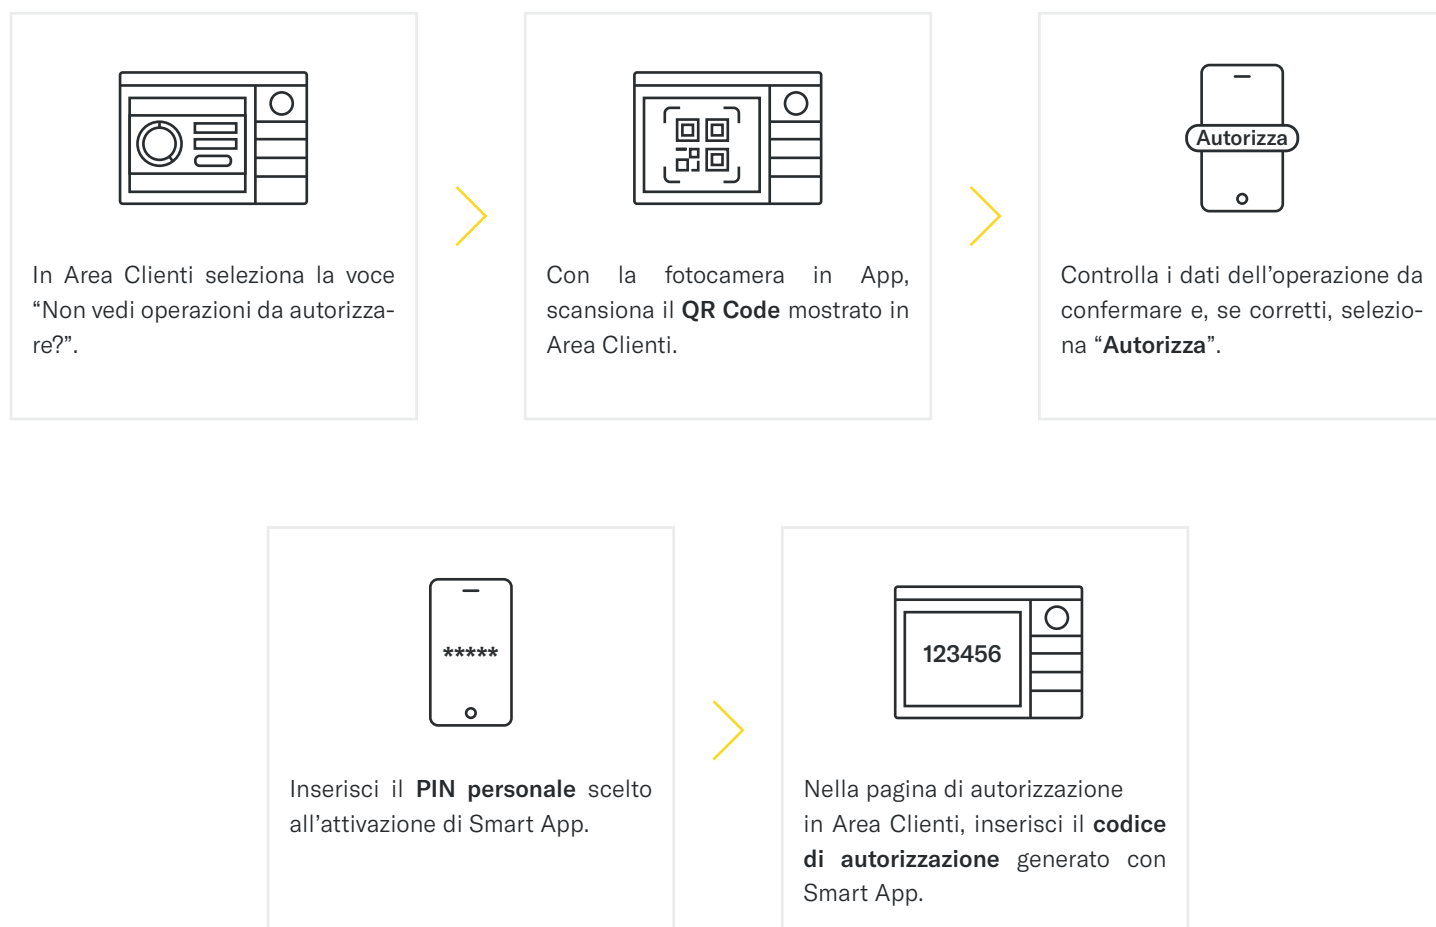 In Area Clienti seleziona la voce
“Non vedi operazioni da autorizza-
re?”.
Con la fotocamera in App,
scansiona il QR Code mostrato in
Area Clienti.
Autorizza
Controlla i dati dell’operazione da
confermare e, se corretti, selezio-
na “Autorizza”.
*****
Inserisci il PIN personale scelto
all’attivazione di Smart App.
123456
Nella pagina di autorizzazione
in Area Clienti, inserisci il codice
di autorizzazione generato con
Smart App.